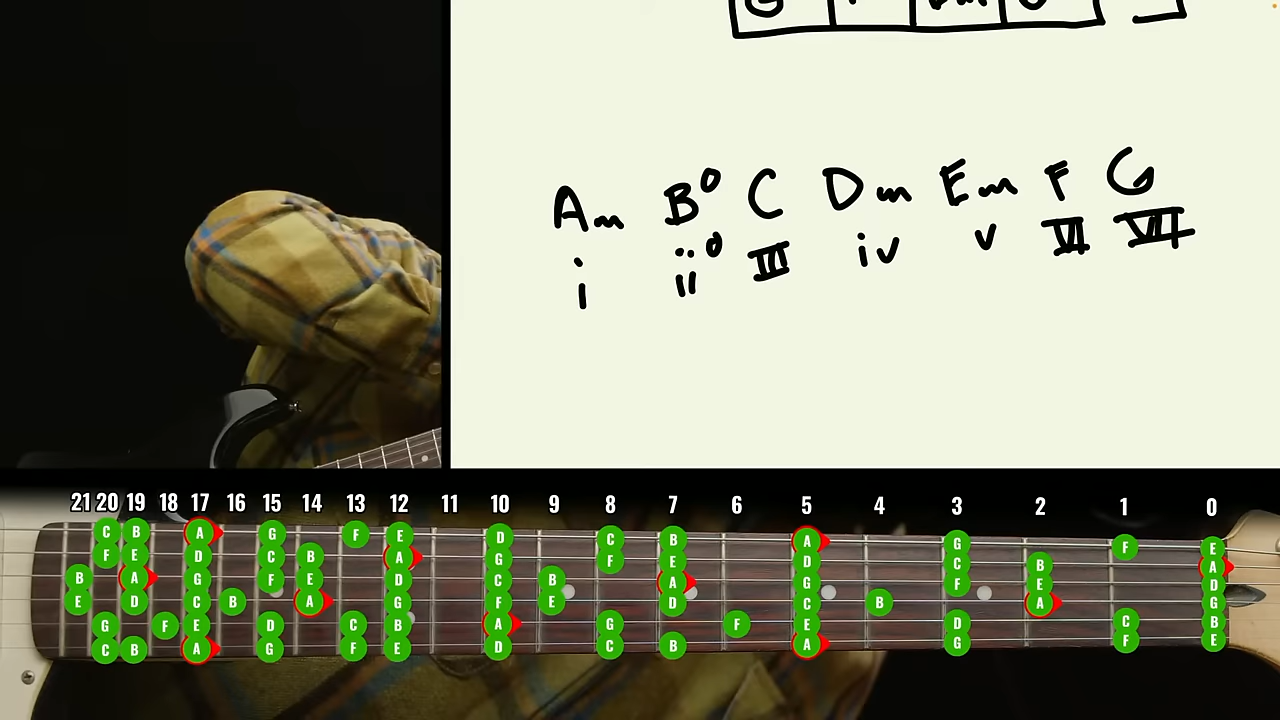 Am B° C Dm Em F G
i ii° III iv v VI VII
21 20 19 18 17 16 15 14 13 12 11 10 9 8 7 6 5 4 3 2 1 0
C B A G F E D C B A G F E
F E D C B A G F E D C B A
B A G F E D C B A G F E D
E D C B A G F E D C B A G
G F E D C B A G F E D C B
C B A G F E D C B A G F E